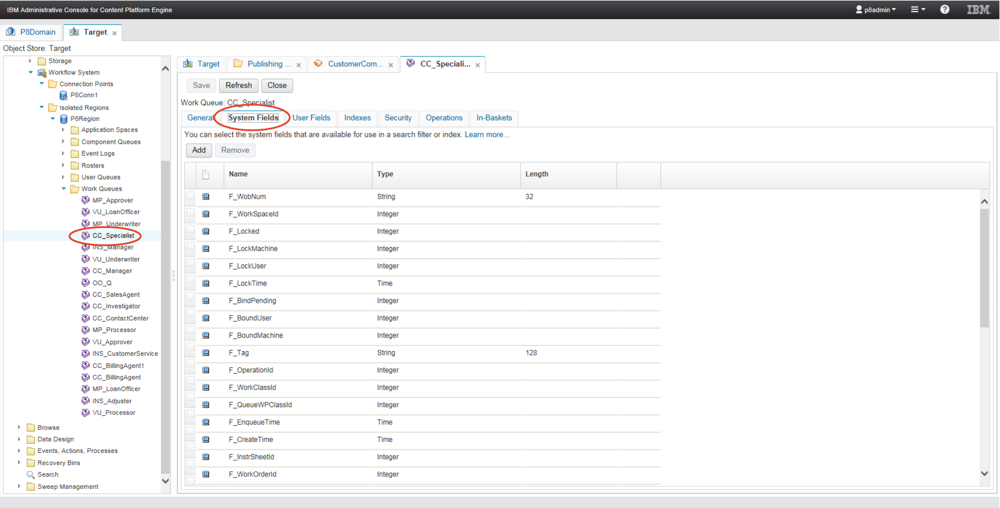 IBM Administrative Console for Content Platform Engine
p8admin
?
IBM
P8Domain
Target
Object Store: Target
Storage
Workflow System
Connection Points
P8Conn1
Isolated Regions
P8Region
Application Spaces
Component Queues
Event Logs
Rosters
User Queues
Work Queues
MP_Approver
VU_LoanOfficer
MP_Underwriter
CC_Specialist
INS_Manager
VU_Underwriter
CC_Manager
OO_Q
CC_SalesAgent
CC_Investigator
CC_ContactCenter
MP_Processor
VU_Approver
INS_CustomerService
CC_BillingAgent1
CC_BillingAgent
MP_LoanOfficer
INS_Adjuster
VU_Processor
Browse
Data Design
Events, Actions, Processes
Recovery Bins
Search
Sweep Management
Target
Publishing ...
CustomerCom...
CC_Speciali...
Save Refresh Close
Work Queue: CC_Specialist
General System Fields User Fields Indexes Security Operations In-Baskets
You can select the system fields that are available for use in a search filter or index. Learn more...
Add Remove
Name Type Length
F_WobNum String 32
F_WorkSpaceId Integer
F_Locked Integer
F_LockMachine Integer
F_LockUser Integer
F_LockTime Time
F_BindPending Integer
F_BoundUser Integer
F_BoundMachine Integer
F_Tag String 128
F_OperationId Integer
F_WorkClassId Integer
F_QueueWPClassId Integer
F_EnqueueTime Time
F_CreateTime Time
F_InstrSheetId Integer
F_WorkOrderId Integer